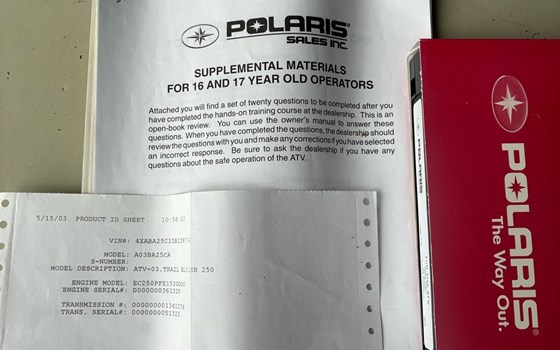 POLARIS
SALES INC.
SUPPLEMENTAL MATERIALS
FOR 16 AND 17 YEAR OLD OPERATORS
Attached you will find a set of twenty questions to be completed after you
have completed the hands-on training course at the dealership. This is an
open-book review. You can use the owner's manual to answer these
questions. When you have completed the questions, the dealership should
review the questions with you and make any corrections if you have selected
an incorrect response. Be sure to ask the dealership if you have any
questions about the safe operation of the ATV.
5/15/03 PRODUCT ID SHEET
VIN#:
MODEL: A03BA25CA
S-NUMBER:
MODEL DESCRIPTION: ATV-03, TRAIL BLAZER 250
ENGINE MODEL:
ENGINE SERIAL#: D0000000361328
TRANSMISSION #:
TRANS. SERIAL#:
POLARIS
The Way Out.